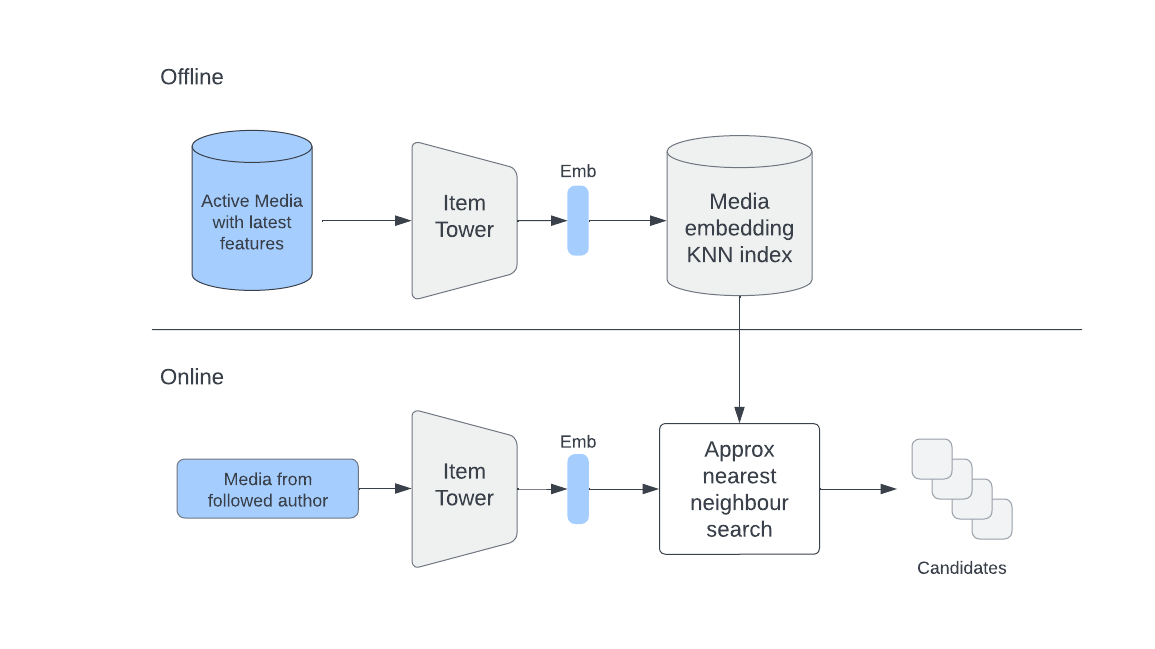 Offline
Active Media
with latest
features
Item
Tower
Emb
Media
embedding
KNN index
Online
Media from
followed author
Item
Tower
Emb
Approx
nearest
neighbour
search
Candidates